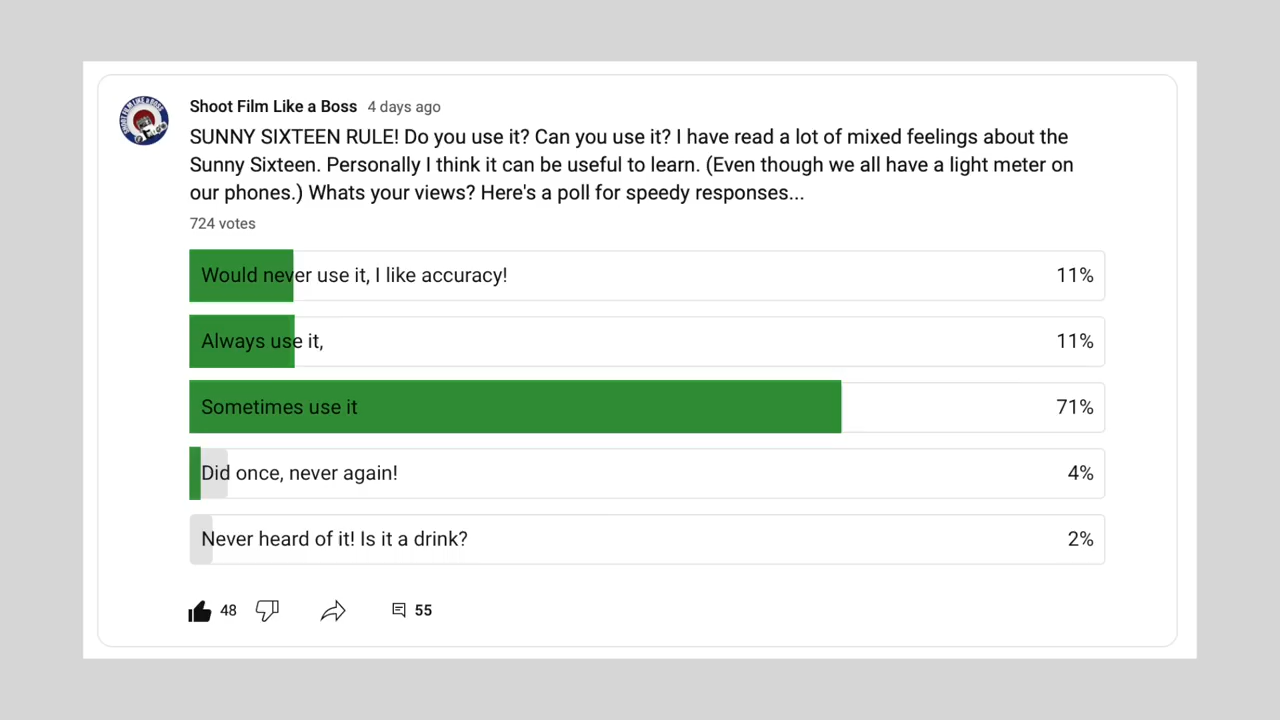 Shoot Film Like a Boss 4 days ago
SUNNY SIXTEEN RULE! Do you use it? Can you use it? I have read a lot of mixed feelings about the
Sunny Sixteen. Personally I think it can be useful to learn. (Even though we all have a light meter on
our phones.) Whats your views? Here's a poll for speedy responses...
724 votes
Would never use it, I like accuracy! 11%
Always use it, 11%
Sometimes use it 71%
Did once, never again! 4%
Never heard of it! Is it a drink? 2%
48 55